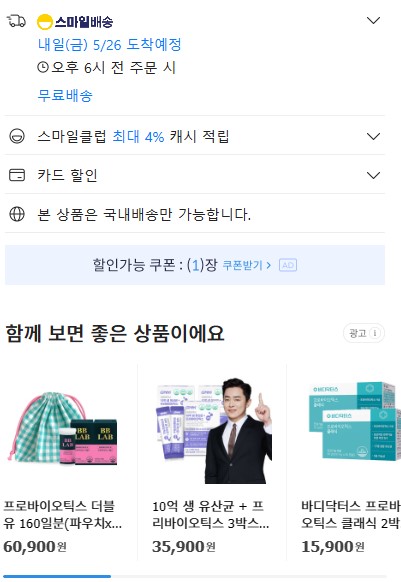 스마일배송
내일(금) 5/26 도착예정
오후 6시 전 주문 시
무료배송
스마일클럽 최대 4% 캐시 적립
카드 할인
본 상품은 국내배송만 가능합니다.
할인가능 쿠폰 : (1)장 쿠폰받기 > AD
함께 보면 좋은 상품이에요
광고 i
BB LAB
BB LAB
프로바이오틱스 더블
유 160일분(파우치x...
60,900원
10억 생 유산균 + 프
리바이오틱스 3박스...
35,900원
바디닥터스
바디닥터스 프로바
오틱스 클래식 2박
15,900원